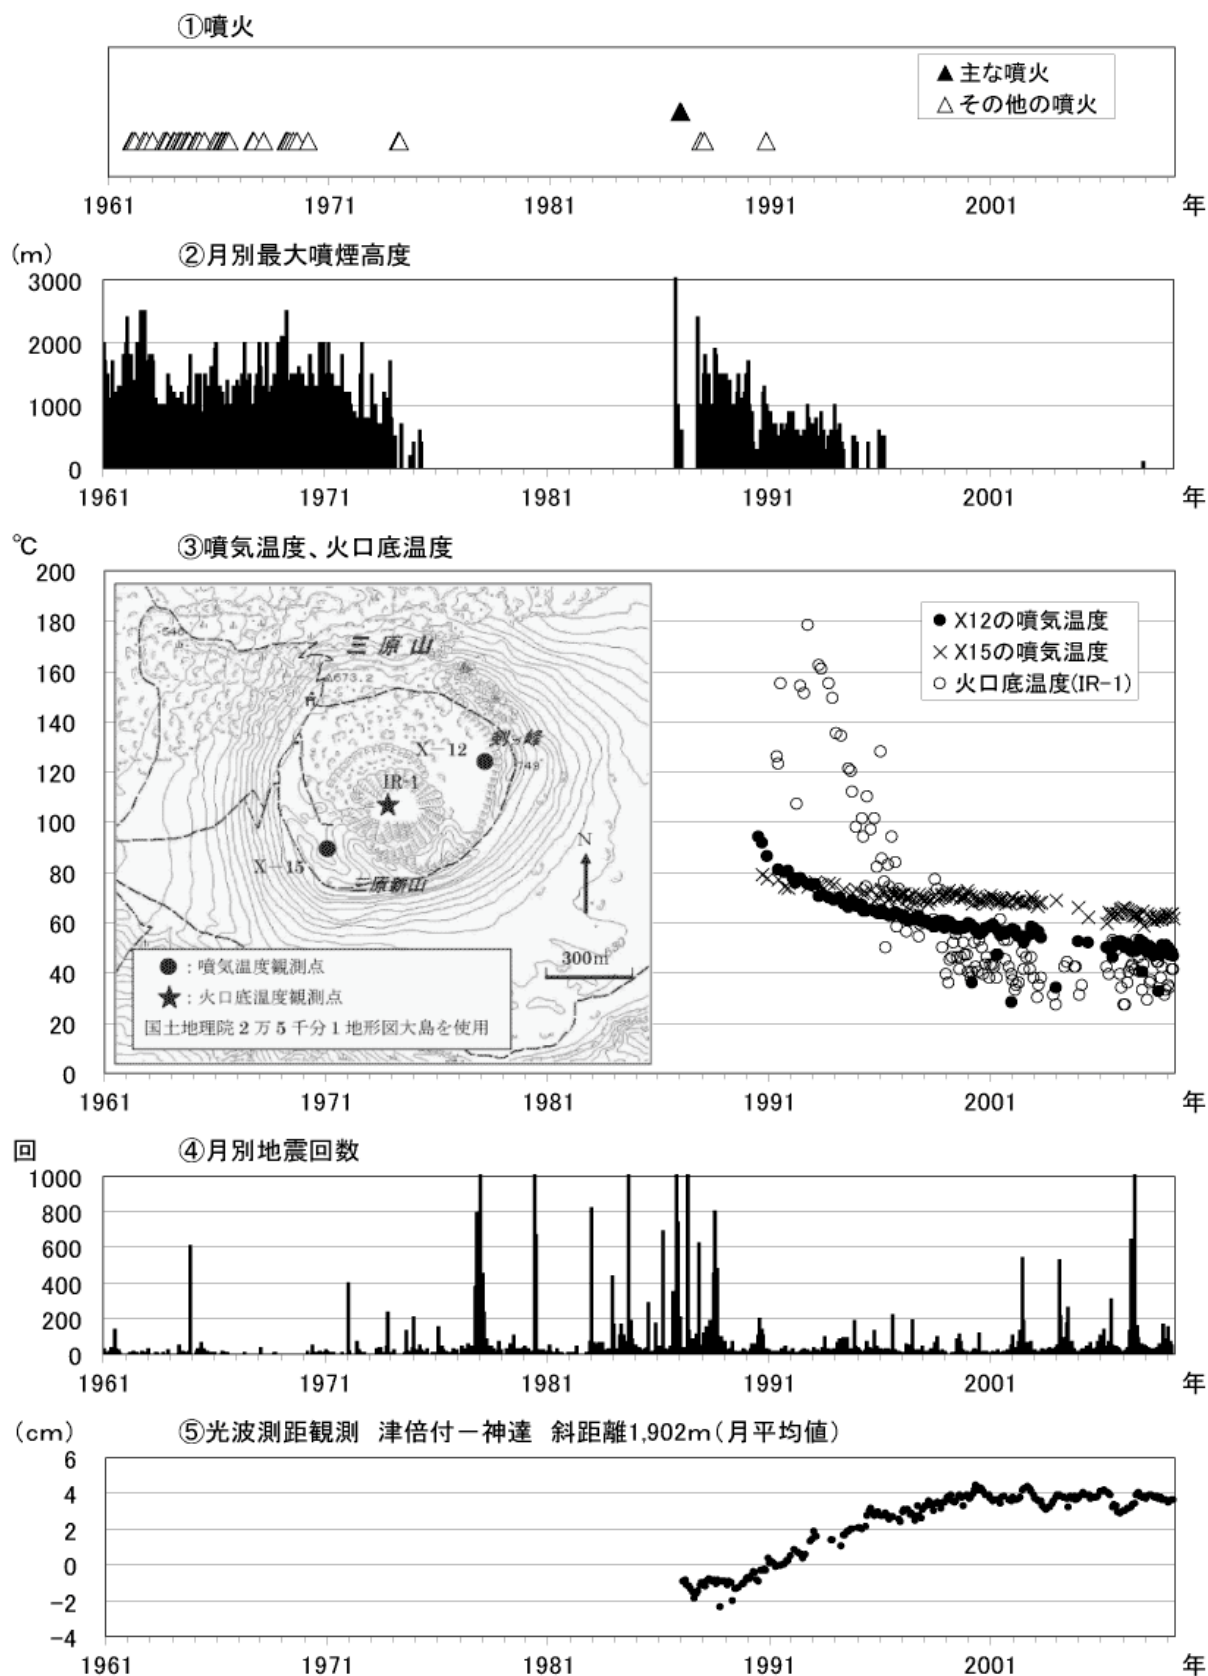 ①噴火
▲主な噴火
△その他の噴火
1961 1971 1981 1991 2001 年
(m) ②月別最大噴煙高度
3000
2000
1000
0
1961 1971 1981 1991 2001 年
℃ ③噴気温度、火口底温度
200
180
160
140
120
100
80
60
40
20
0
●X12の噴気温度
×X15の噴気温度
○火口底温度(IR-1)
三原山
673.2
剣ヶ峰
X-12
749
IR-1
X-15
三原新山
N
300m
●:噴気温度観測点
★:火口底温度観測点
国土地理院2万5千分1地形図大島を使用
1961 1971 1981 1991 2001 年
回 ④月別地震回数
1000
800
600
400
200
0
1961 1971 1981 1991 2001 年
(cm) ⑤光波測距観測 津倍付－神達 斜距離1,902m(月平均値)
6
4
2
0
-2
-4
1961 1971 1981 1991 2001 年